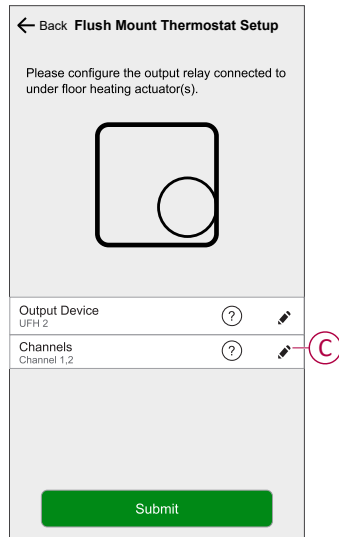 Back Flush Mount Thermostat Setup
Please configure the output relay connected to
under floor heating actuator(s).
Output Device
UFH 2
?
Channels
Channel 1,2
?
C
Submit